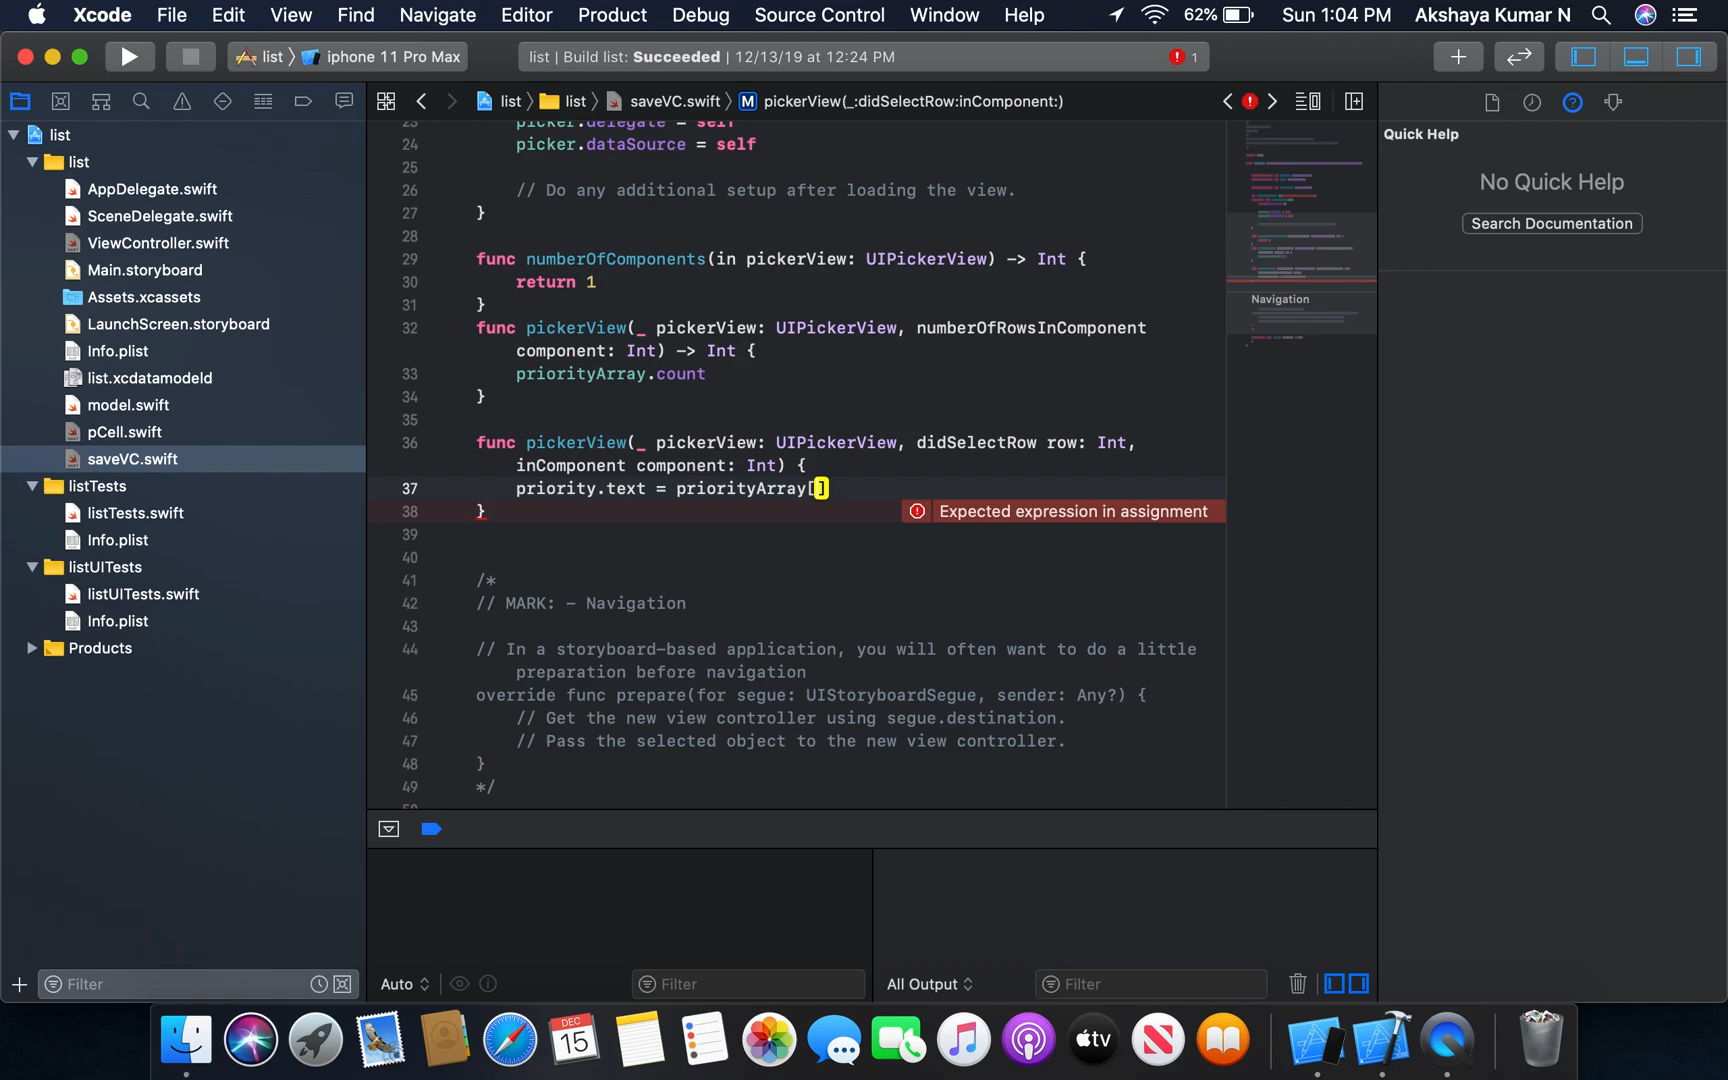 Xcode File Edit View Find Navigate Editor Product Debug Source Control Window Help 62% Sun 1:04 PM Akshaya Kumar N
list iphone 11 Pro Max list | Build list: Succeeded | 12/13/19 at 12:24 PM 1
list list saveVC.swift M pickerView(_:didSelectRow:inComponent:)
list
list
AppDelegate.swift
SceneDelegate.swift
ViewController.swift
Main.storyboard
Assets.xcassets
LaunchScreen.storyboard
Info.plist
list.xcdatamodeld
model.swift
pCell.swift
saveVC.swift
listTests
listTests.swift
Info.plist
listUITests
listUITests.swift
Info.plist
Products
Filter
23 picker.delegate = self
24 picker.dataSource = self
25
26 // Do any additional setup after loading the view.
27 }
28
29 func numberOfComponents(in pickerView: UIPickerView) -> Int {
30 return 1
31 }
32 func pickerView(_ pickerView: UIPickerView, numberOfRowsInComponent
component: Int) -> Int {
33 priorityArray.count
34 }
35
36 func pickerView(_ pickerView: UIPickerView, didSelectRow row: Int,
inComponent component: Int) {
37 priority.text = priorityArray[]
38 } Expected expression in assignment
39
40
41 /*
42 // MARK: - Navigation
43
44 // In a storyboard-based application, you will often want to do a little
preparation before navigation
45 override func prepare(for segue: UIStoryboardSegue, sender: Any?) {
46 // Get the new view controller using segue.destination.
47 // Pass the selected object to the new view controller.
48 }
49 */
Navigation
Auto Filter All Output Filter
Quick Help
No Quick Help
Search Documentation
DEC
15
tv